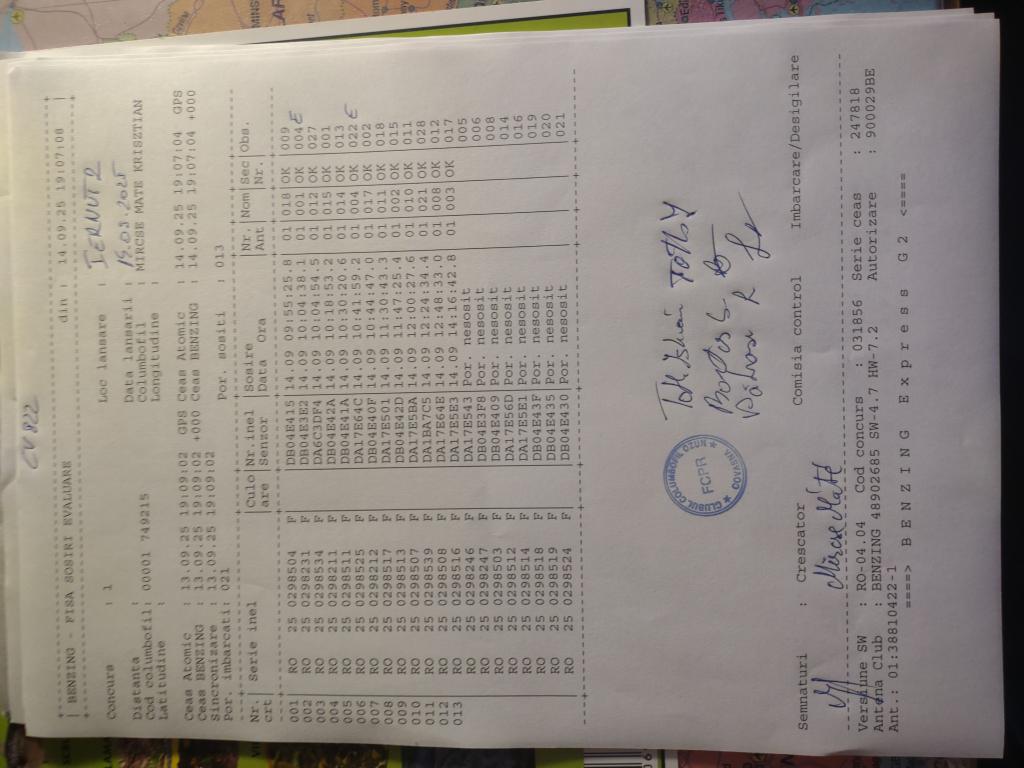 CV 822
BENZING - FISA SOSIRI EVALUARE din : 14.09.25 19:07:08
Concurs : 1 Loc lansare : IERNUT 2
Distanta : Data lansarii : 15.09.2025
Cod columbofil: 00001 749215 Columbofil : MIRCSE MATE KRISZTIAN
Latitudine : Longitudine :
Ceas Atomic : 13.09.25 19:09:02 GPS Ceas Atomic : 14.09.25 19:07:04 GPS
Ceas BENZING : 13.09.25 19:09:02 +000 Ceas BENZING : 14.09.25 19:07:04 +000
Sincronizare : 13.09.25 19:09:02
Por. imbarcati: 021 Por. sositi : 013
Nr. Serie inel Culo Nr.inel Sosire Nr. Nom Sec Obs.
crt are Senzor Data Ora Ant Nr.
001 RO 25 0298504 F DB04E415 14.09 09:55:25.8 01 018 OK 009
002 RO 25 0298231 F DB04E3E2 14.09 10:04:38.1 01 001 OK 004 E
003 RO 25 0298534 F DA6C3DF4 14.09 10:04:54.5 01 012 OK 027
004 RO 25 0298211 F DB04E42A 14.09 10:18:53.2 01 015 OK 001
005 RO 25 0298511 F DB04E41A 14.09 10:30:20.6 01 014 OK 013
006 RO 25 0298525 F DA17E64C 14.09 10:41:59.2 01 004 OK 022 E
007 RO 25 0298212 F DB04E40F 14.09 10:44:47.0 01 017 OK 002
008 RO 25 0298517 F DA17E501 14.09 11:30:43.3 01 011 OK 018
009 RO 25 0298513 F DB04E42D 14.09 11:47:25.4 01 002 OK 015
010 RO 25 0298507 F DA17E5BA 14.09 12:00:27.6 01 010 OK 011
011 RO 25 0298539 F DA1BA7C5 14.09 12:24:34.4 01 021 OK 028
012 RO 25 0298508 F DA17E64E 14.09 12:48:33.0 01 008 OK 012
013 RO 25 0298516 F DA17E5E3 14.09 14:16:42.8 01 003 OK 017
RO 25 0298246 F DA17E543 Por. nesosit 005
RO 25 0298247 F DB04E3F8 Por. nesosit 006
RO 25 0298503 F DB04E409 Por. nesosit 008
RO 25 0298512 F DA17E56D Por. nesosit 014
RO 25 0298514 F DA17E5E1 Por. nesosit 016
RO 25 0298518 F DB04E43F Por. nesosit 019
RO 25 0298519 F DB04E435 Por. nesosit 020
RO 25 0298524 F DB04E430 Por. nesosit 021
CLUBUL COLUMBOFIL OZUN COVASNA
FCPR
Semnaturi : Crescator Comisia control Imbarcare/Desigilare
Mircse Máté
Versiune SW : RO-04.04 Cod concurs : 031856 Serie ceas : 247818
Antena Club : BENZING 48902685 SW-4.7 HW-7.2 Autorizare : 900029BE
Ant.: 01:38810422-1
====> B E N Z I N G E x p r e s s G 2 <====